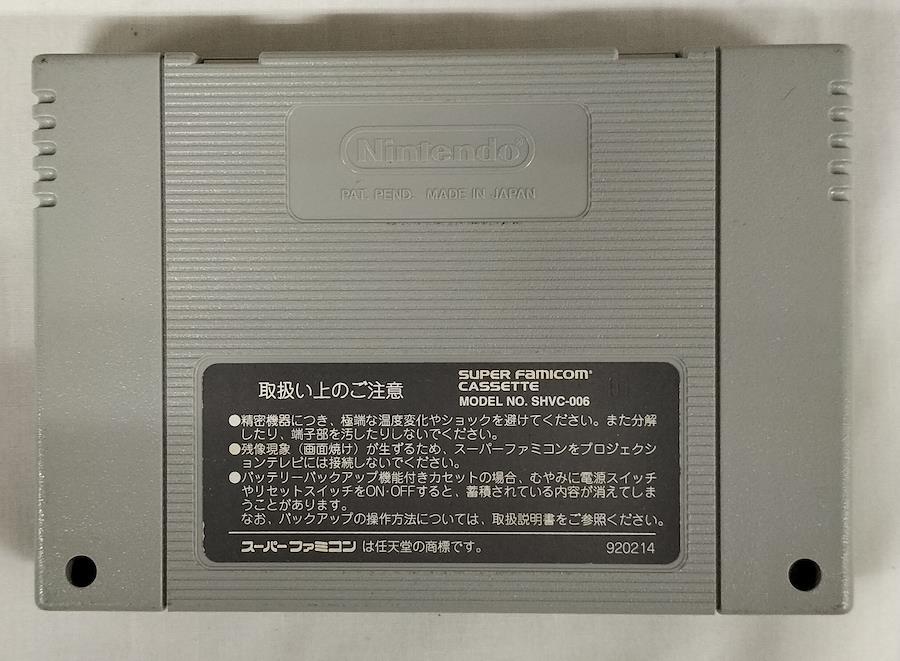 Nintendo®
PAT. PEND. MADE IN JAPAN
取扱い上のご注意
SUPER FAMICOM®
CASSETTE
MODEL NO. SHVC-006
●精密機器につき、極端な温度変化やショックを避けてください。また分解
したり、端子部を汚したりしないでください。
●残像現象（画面焼け）が生ずるため、スーパーファミコンをプロジェクシ
ョンテレビには接続しないでください。
●バッテリーバックアップ機能付きカセットの場合、むやみに電源スイッチ
やリセットスイッチをON・OFFすると、蓄積されている内容が消えてしま
うことがあります。
なお、バックアップの操作方法については、取扱説明書をご参照ください。
スーパーファミコン は任天堂の商標です。
920214